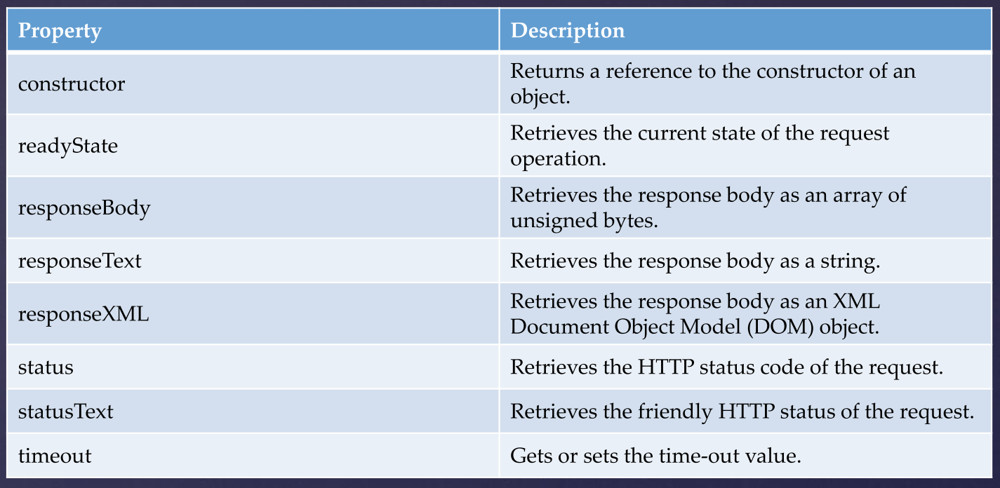 Property Description
constructor Returns a reference to the constructor of an
object.
readyState Retrieves the current state of the request
operation.
responseBody Retrieves the response body as an array of
unsigned bytes.
responseText Retrieves the response body as a string.
responseXML Retrieves the response body as an XML
Document Object Model (DOM) object.
status Retrieves the HTTP status code of the request.
statusText Retrieves the friendly HTTP status of the request.
timeout Gets or sets the time-out value.